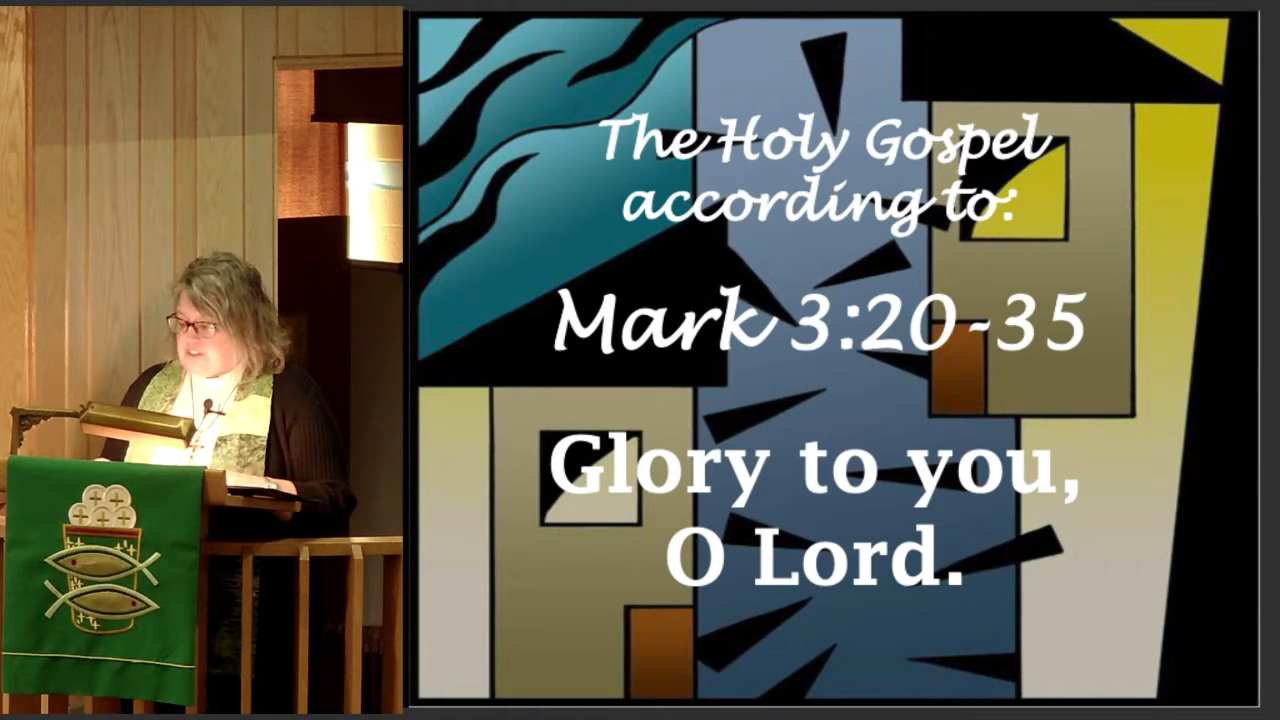 The Holy Gospel
according to:
Mark 3:20-35
Glory to you,
O Lord.